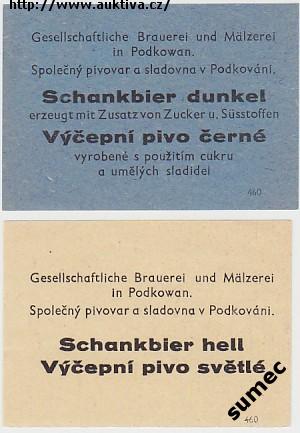 http://www.auktiva.cz/
Gesellschaftliche Brauerei und Mälzerei
in Podkowan.
Společný pivovar a sladovna v Podkováni.
Schankbier dunkel
erzeugt mit Zusatz von Zucker u. Süsstoffen
Výčepní pivo černé
vyrobené s použitím cukru
a umělých sladidel
460
Gesellschaftliche Brauerei und Mälzerei
in Podkowan.
Společný pivovar a sladovna v Podkováni.
Schankbier hell
Výčepní pivo světlé
460
sumec